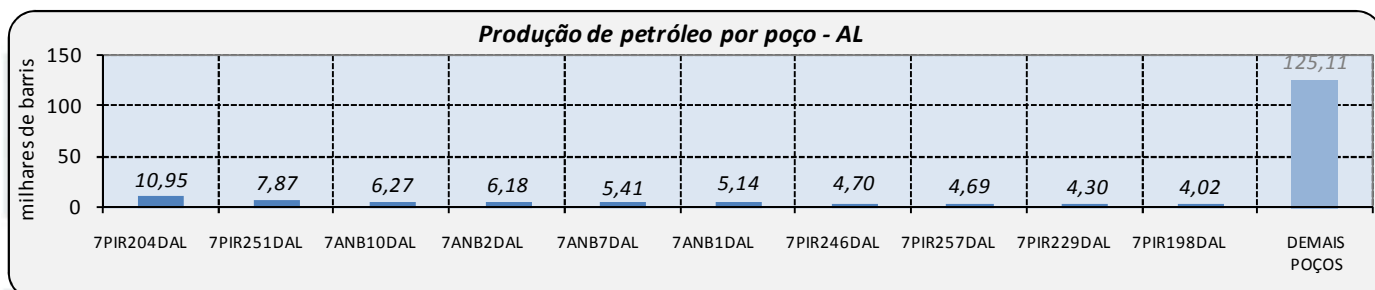 Produção de petróleo por poço - AL
milhares de barris
150
100
50
0
10,95 7,87 6,27 6,18 5,41 5,14 4,70 4,69 4,30 4,02 125,11
7PIR204DAL 7PIR251DAL 7ANB10DAL 7ANB2DAL 7ANB7DAL 7ANB1DAL 7PIR246DAL 7PIR257DAL 7PIR229DAL 7PIR198DAL DEMAIS
POÇOS